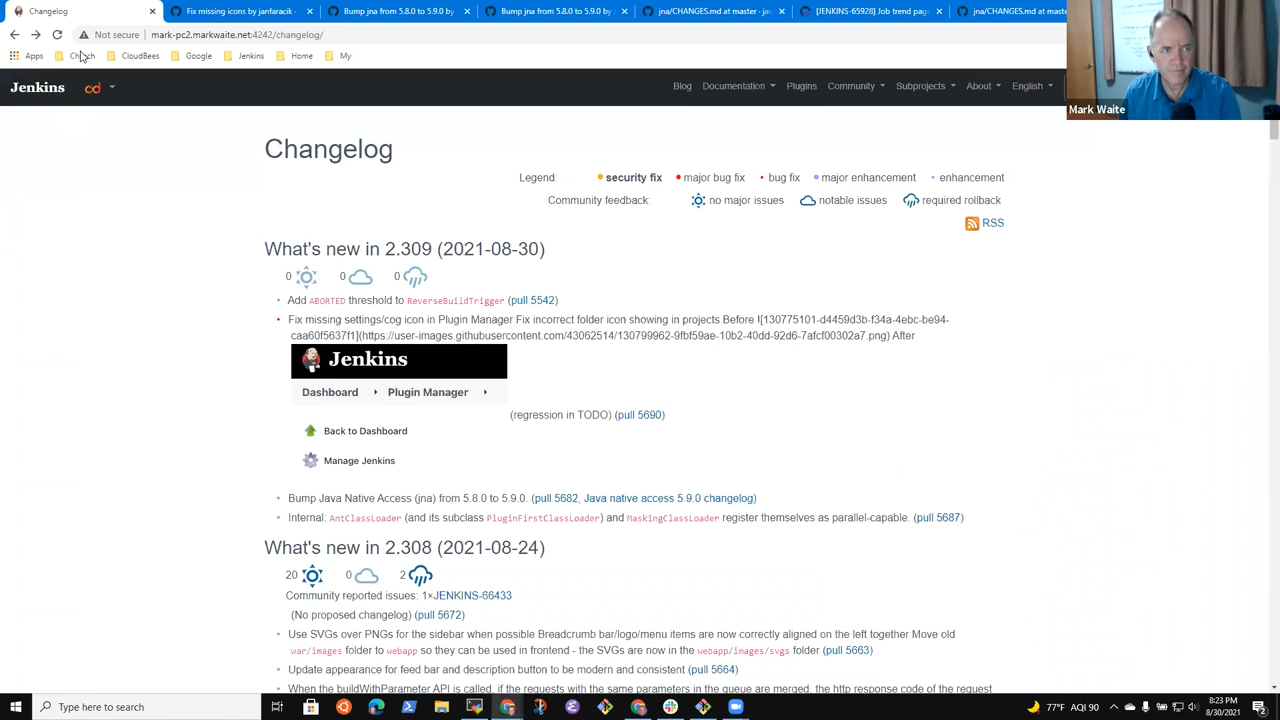 Changelog
Fix missing icons by janfaracik
Bump jna from 5.8.0 to 5.9.0 by
Bump jna from 5.8.0 to 5.9.0 by
jna/CHANGES.md at master · jav
[JENKINS-65928] Job trend page
jna/CHANGES.md at mast
Not secure mark-pc2.markwaite.net:4242/changelog/
Apps Church CloudBees Google Jenkins Home My
Mark Waite
Jenkins cd Blog Documentation Plugins Community Subprojects About English
Changelog
Legend: security fix major bug fix bug fix major enhancement enhancement
Community feedback: no major issues notable issues required rollback
RSS
What's new in 2.309 (2021-08-30)
0 0 0
Add ABORTED threshold to ReverseBuildTrigger (pull 5542)
Fix missing settings/cog icon in Plugin Manager Fix incorrect folder icon showing in projects Before ![130775101-d4459d3b-f34a-4ebc-be94-
caa60f5637f1](https://user-images.githubusercontent.com/43062514/130799962-9fbf59ae-10b2-40dd-92d6-7afcf00302a7.png) After
Jenkins
Dashboard Plugin Manager
(regression in TODO) (pull 5690)
Back to Dashboard
Manage Jenkins
Bump Java Native Access (jna) from 5.8.0 to 5.9.0. (pull 5682, Java native access 5.9.0 changelog)
Internal: AntClassLoader (and its subclass PluginFirstClassLoader) and MaskingClassLoader register themselves as parallel-capable. (pull 5687)
What's new in 2.308 (2021-08-24)
20 0 2
Community reported issues: 1×JENKINS-66433
(No proposed changelog) (pull 5672)
Use SVGs over PNGs for the sidebar when possible Breadcrumb bar/logo/menu items are now correctly aligned on the left together Move old
war/images folder to webapp so they can be used in frontend - the SVGs are now in the webapp/images/svgs folder (pull 5663)
Update appearance for feed bar and description button to be modern and consistent (pull 5664)
When the buildWithParameter API is called, if the requests with the same parameters in the queue are merged, the http response code of the request
Type here to search
77°F AQI 90
8:23 PM
8/30/2021
2